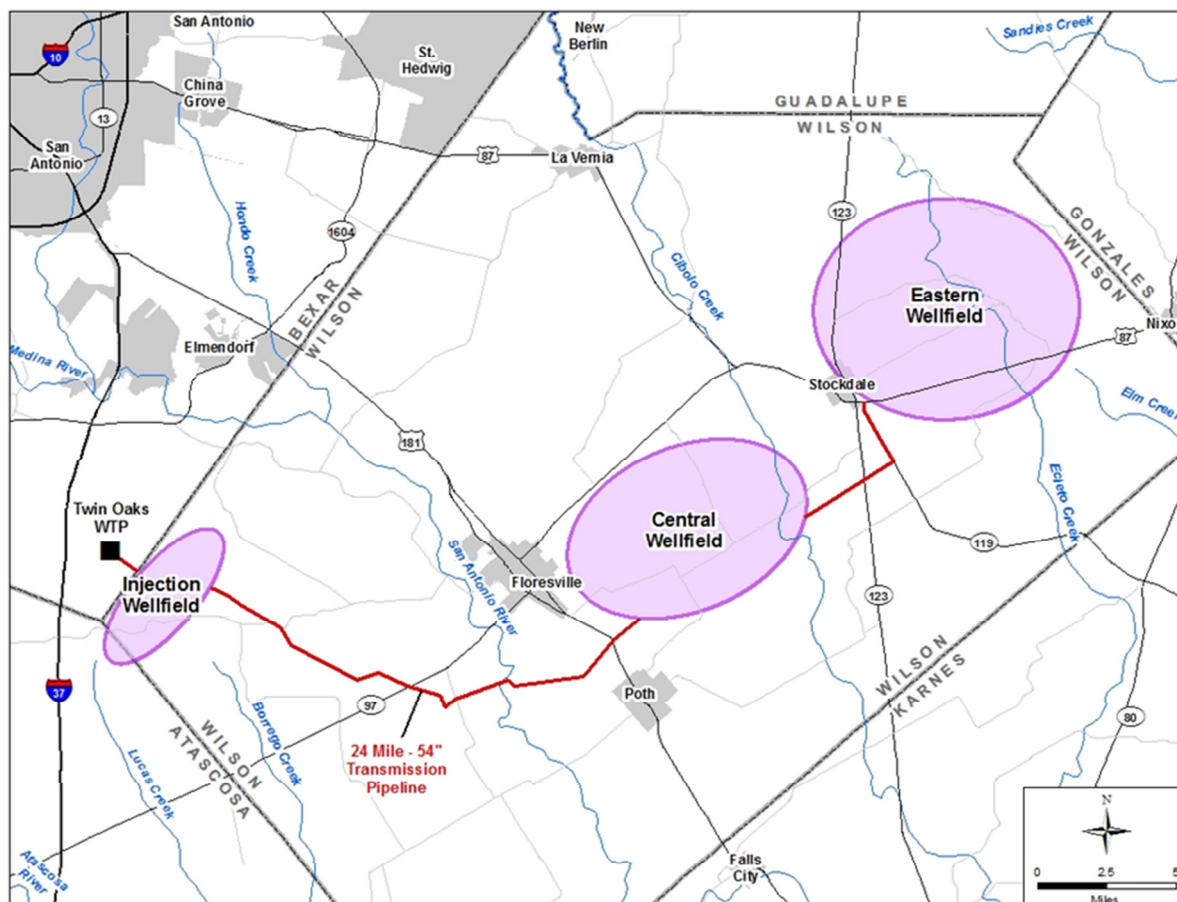 San Antonio
10
China
Grove
St.
Hedwig
New
Berlin
Sandies Creek
13
San
Antonio
GUADALUPE
WILSON
87
La Vernia
Hondo Creek
1604
123
BEXAR
WILSON
Cibolo Creek
GONZALES
WILSON
Eastern
Wellfield
Nixo
87
Elmendorf
Medina River
Stockdale
Elm Creek
181
Ecleto Creek
Twin Oaks
WTP
Central
Wellfield
119
Injection
Wellfield
San Antonio River
Floresville
123
WILSON
KARNES
37
97
Poth
80
24 Mile - 54"
Transmission
Pipeline
Borrego Creek
WILSON
ATASCOSA
Lucas Creek
Atascosa
River
Falls
City
N
0 2.5 5
Miles